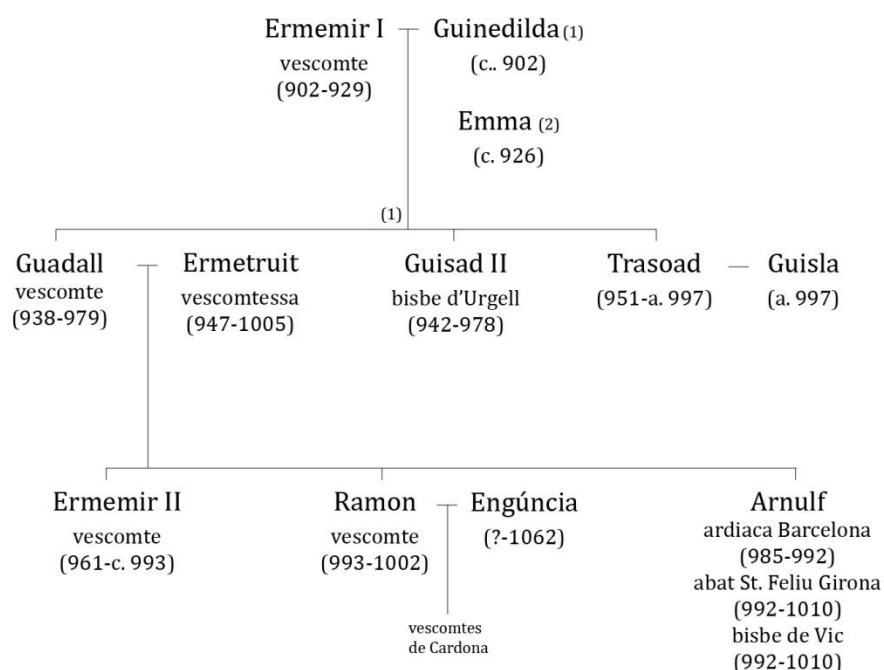 Ermemir I
vescomte
(902-929)
Guinedilda (1)
(c.. 902)
Emma (2)
(c. 926)
(1)
Guadall
vescomte
(938-979)
Ermetruit
vescomtessa
(947-1005)
Guisad II
bisbe d’Urgell
(942-978)
Trasoad
(951-a. 997)
Guisla
(a. 997)
Ermemir II
vescomte
(961-c. 993)
Ramon
vescomte
(993-1002)
Engúncia
(?-1062)
Arnulf
ardiaca Barcelona
(985-992)
abat St. Feliu Girona
(992-1010)
bisbe de Vic
(992-1010)
vescomtes
de Cardona